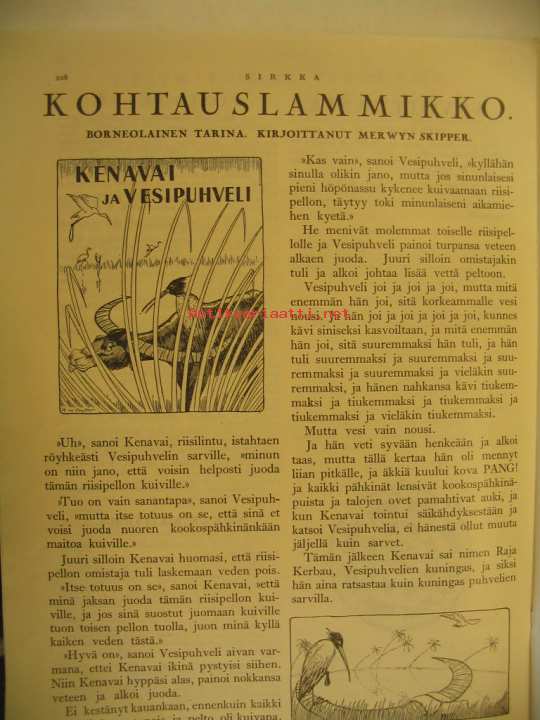 228
SIRKKA
KOHTAUSLAMMIKKO.
BORNEOLAINEN TARINA. KIRJOITTANUT MERWYN SKIPPER.
KENAVAI
JA VESIPUHVELI
»Uh», sanoi Kenavai, riisilintu, istahtaen
röyhkeästi Vesipuhvelin sarville, »minun
on niin jano, että voisin helposti juoda
tämän riisipellon kuiville.»
»Tuo on vain sanantapa», sanoi Vesipuh-
veli, »mutta itse totuus on se, että sinä et
voisi juoda nuoren kookospähkinänkään
maitoa kuiville.»
Juuri silloin Kenavai huomasi, että riisi-
pellon omistaja tuli laskemaan veden pois.
»Itse totuus on se», sanoi Kenavai, »että
minä jaksan juoda tämän riisipellon kui-
ville, ja jos sinä suostut juomaan kuiville
tuon toisen pellon tuolla, juon minä kyllä
kaiken veden tästä.»
»Hyvä on», sanoi Vesipuhveli aivan var-
mana, ettei Kenavai ikinä pystyisi siihen.
Niin Kenavai hyppäsi alas, painoi nokkansa
veteen ja alkoi juoda.
Ei kestänyt kauankaan, ennenkuin kaikki
ja pelto oli kuivana.
»Kas vain», sanoi Vesipuhveli, »kyllähän
sinulla olikin jano, mutta jos sinunlaisesi
pieni höpönassu kykenee kuivaamaan riisi-
pellon, täytyy toki minunlaiseni aikamie-
hen kyetä.»
He menivät molemmat toiselle riisipel-
lolle ja Vesipuhveli painoi turpansa veteen
alkaen juoda. Juuri silloin omistajakin
tuli ja alkoi johtaa lisää vettä peltoon.
Vesipuhveli joi ja joi ja joi, mutta mitä
enemmän hän joi, sitä korkeammalle vesi
nousi. Ja hän joi ja joi ja joi ja joi, kunnes
kävi siniseksi kasvoiltaan, ja mitä enemmän
hän joi, sitä suuremmaksi hän tuli, ja hän
tuli suuremmaksi ja suuremmaksi ja suu-
remmaksi ja suuremmaksi ja vieläkin suu-
remmaksi, ja hänen nahkansa kävi tiukem-
maksi ja tiukemmaksi ja tiukemmaksi ja
tiukemmaksi ja vieläkin tiukemmaksi.
Mutta vesi vain nousi.
Ja hän veti syvään henkeään ja alkoi
taas, mutta tällä kertaa hän oli mennyt
liian pitkälle, ja äkkiä kuului kova PANG!
ja kaikki pähkinät lensivät kookospähkinä-
puista ja talojen ovet pamahtivat auki, ja
kun Kenavai tointui säikähdyksestään ja
katsoi Vesipuhvelia, ei hänestä ollut muuta
jäljellä kuin sarvet.
Tämän jälkeen Kenavai sai nimen Raja
Kerbau, Vesipuhvelien kuningas, ja siksi
hän aina ratsastaa kuin kuningas puhvelien
sarvilla.